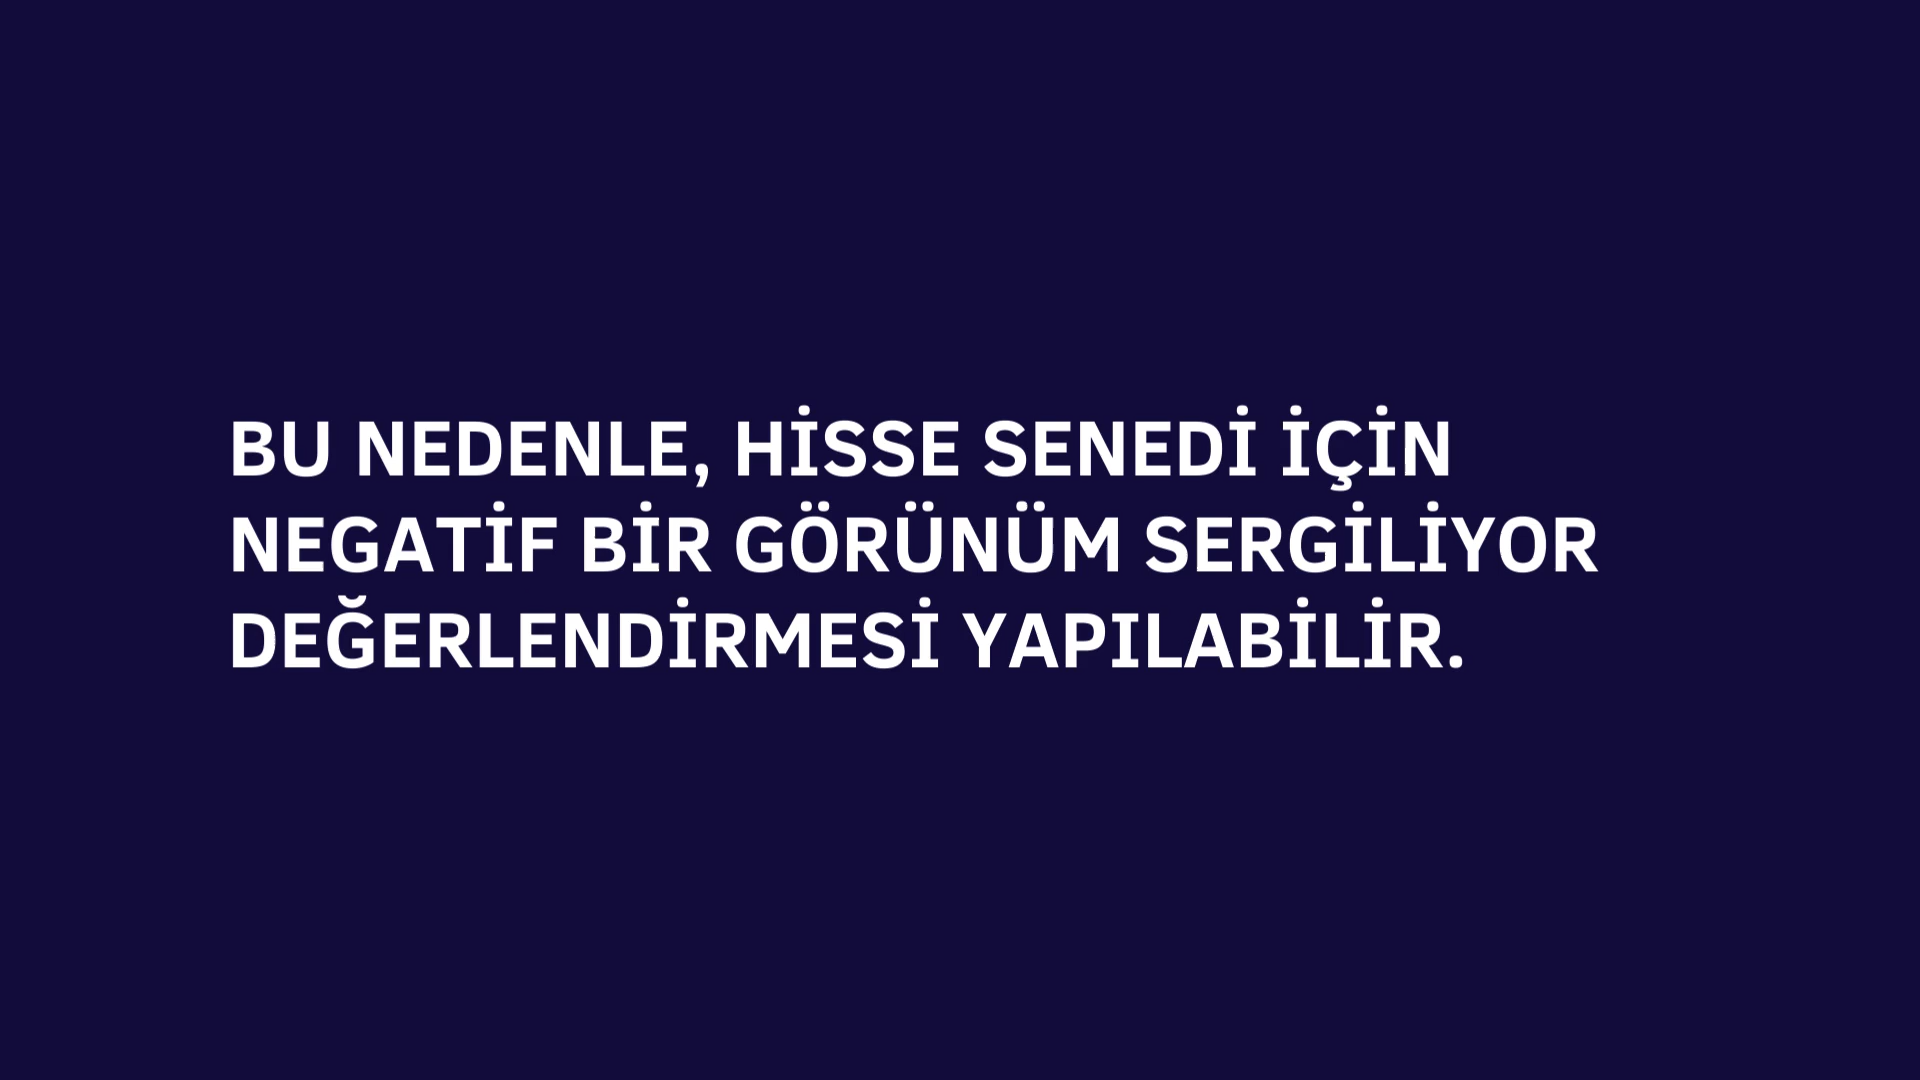 BU NEDENLE, HİSSE SENEDİ İÇİN
NEGATİF BİR GÖRÜNÜM SERGİLİYOR
DEĞERLENDİRMESİ YAPILABİLİR.